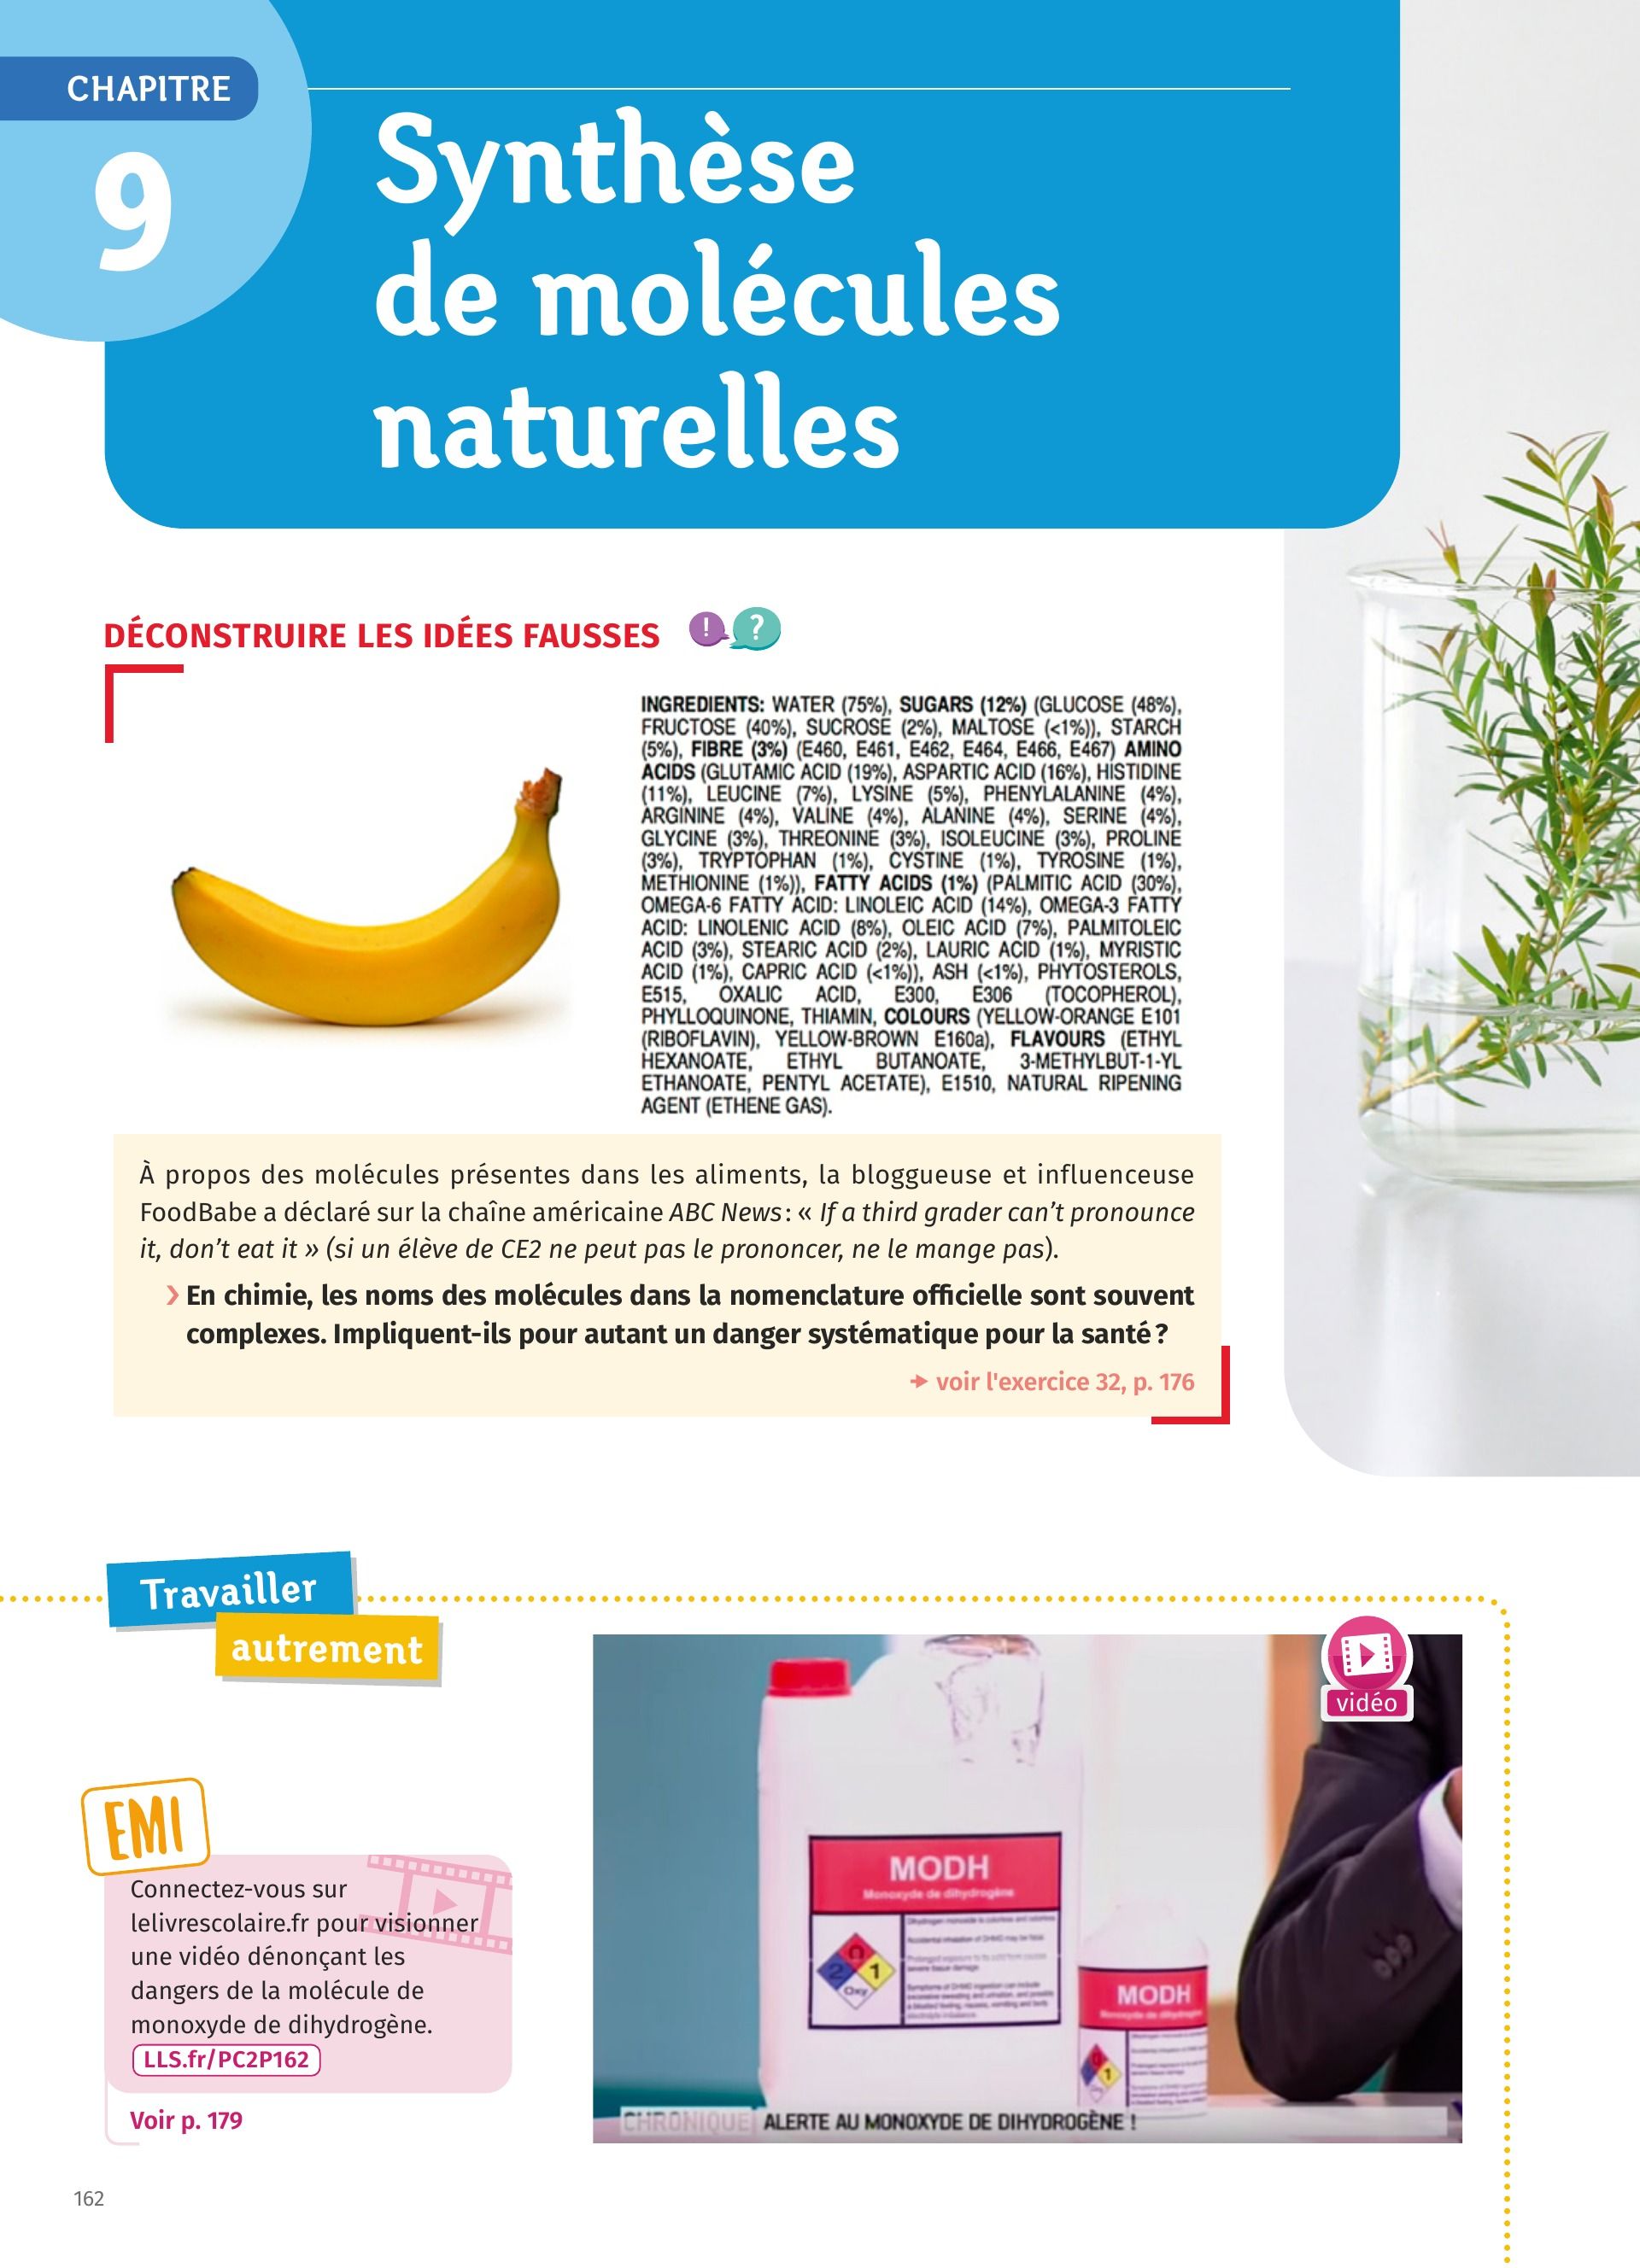 CHAPITRE
9
Synthèse
de molécules
naturelles
DÉCONSTRUIRE LES IDÉES FAUSSES
! ?
INGREDIENTS: WATER (75%), SUGARS (12%) (GLUCOSE (48%),
FRUCTOSE (40%), SUCROSE (2%), MALTOSE (<1%)), STARCH
(5%), FIBRE (3%) (E460, E461, E462, E464, E466, E467) AMINO
ACIDS (GLUTAMIC ACID (19%), ASPARTIC ACID (16%), HISTIDINE
(11%), LEUCINE (7%), LYSINE (5%), PHENYLALANINE (4%),
ARGININE (4%), VALINE (4%), ALANINE (4%), SERINE (4%),
GLYCINE (3%), THREONINE (3%), ISOLEUCINE (3%), PROLINE
(3%), TRYPTOPHAN (1%), CYSTINE (1%), TYROSINE (1%),
METHIONINE (1%)), FATTY ACIDS (1%) (PALMITIC ACID (30%),
OMEGA-6 FATTY ACID: LINOLEIC ACID (14%), OMEGA-3 FATTY
ACID: LINOLENIC ACID (8%), OLEIC ACID (7%), PALMITOLEIC
ACID (3%), STEARIC ACID (2%), LAURIC ACID (1%), MYRISTIC
ACID (1%), CAPRIC ACID (<1%)), ASH (<1%), PHYTOSTEROLS,
E515, OXALIC ACID, E300, E306 (TOCOPHEROL),
PHYLLOQUINONE, THIAMIN, COLOURS (YELLOW-ORANGE E101
(RIBOFLAVIN), YELLOW-BROWN E160a), FLAVOURS (ETHYL
HEXANOATE, ETHYL BUTANOATE, 3-METHYLBUT-1-YL
ETHANOATE, PENTYL ACETATE), E1510, NATURAL RIPENING
AGENT (ETHENE GAS).
À propos des molécules présentes dans les aliments, la bloggueuse et influenceuse
FoodBabe a déclaré sur la chaîne américaine ABC News : « If a third grader can't pronounce
it, don't eat it » (si un élève de CE2 ne peut pas le prononcer, ne le mange pas).
› En chimie, les noms des molécules dans la nomenclature officielle sont souvent
complexes. Impliquent-ils pour autant un danger systématique pour la santé ?
voir l'exercice 32, p. 176
Travailler
autrement
vidéo
EMI
Connectez-vous sur
lelivrescolaire.fr pour visionner
une vidéo dénonçant les
dangers de la molécule de
monoxyde de dihydrogène.
LLS.fr/PC2P162
Voir p. 179
MODH
Monoxyde de dihydrogène
0
2 1
Oxy
MODH
Monoxyde de dihydrogène
1
CHRONIQUE ALERTE AU MONOXYDE DE DIHYDROGÈNE !
162